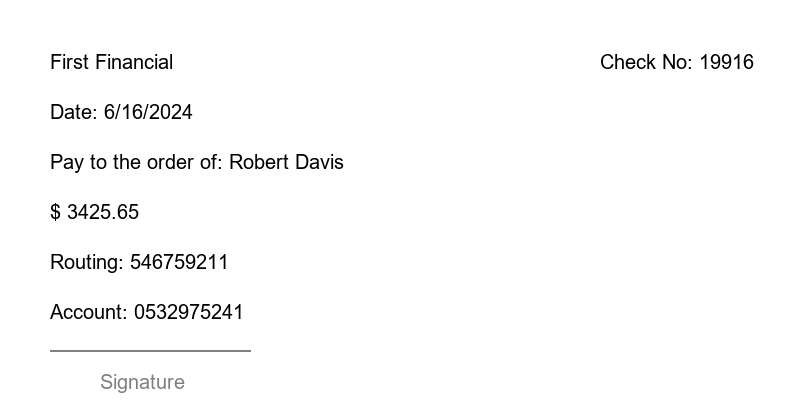 First Financial
Check No: 19916
Date: 6/16/2024
Pay to the order of: Robert Davis
$ 3425.65
Routing: 546759211
Account: 0532975241
Signature